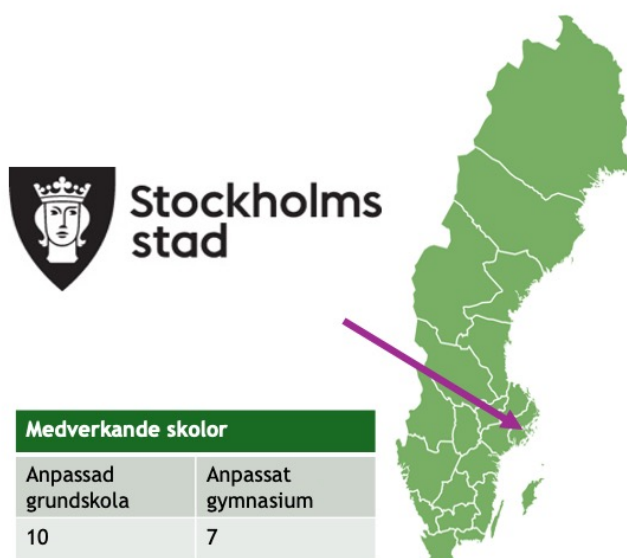 Stockholms
stad
Medverkande skolor
Anpassad
grundskola
Anpassat
gymnasium
10
7